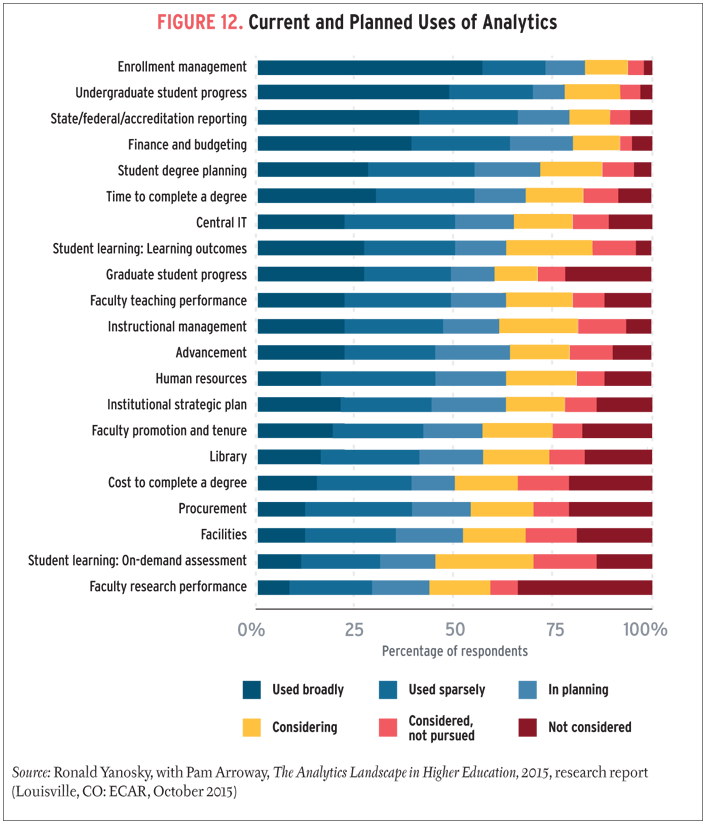 FIGURE 12. Current and Planned Uses of Analytics
Enrollment management
Undergraduate student progress
State/federal/accreditation reporting
Finance and budgeting
Student degree planning
Time to complete a degree
Central IT
Student learning: Learning outcomes
Graduate student progress
Faculty teaching performance
Instructional management
Advancement
Human resources
Institutional strategic plan
Faculty promotion and tenure
Library
Cost to complete a degree
Procurement
Facilities
Student learning: On-demand assessment
Faculty research performance
0% 25 50 75 100%
Percentage of respondents
Used broadly Used sparsely In planning
Considering Considered, not pursued Not considered
Source: Ronald Yanosky, with Pam Arroway, The Analytics Landscape in Higher Education, 2015, research report
(Louisville, CO: ECAR, October 2015)